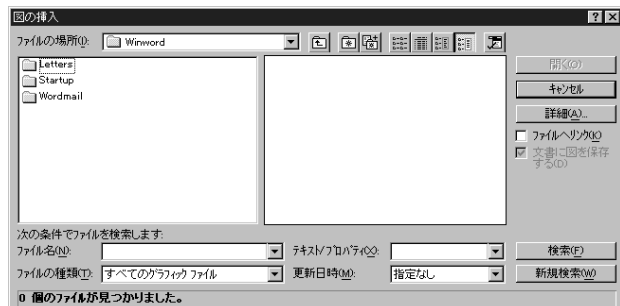 図の挿入
ファイルの場所(I): Winword
Letters
Startup
Wordmail
開く(O)
キャンセル
詳細(A)...
ファイルへリンク(K)
文書に図を保存
する(D)
次の条件でファイルを検索します:
ファイル名(N): テキスト/プロパティ(X): 検索(F)
ファイルの種類(T): すべてのグラフィック ファイル 更新日時(M): 指定なし 新規検索(W)
0 個のファイルが見つかりました。